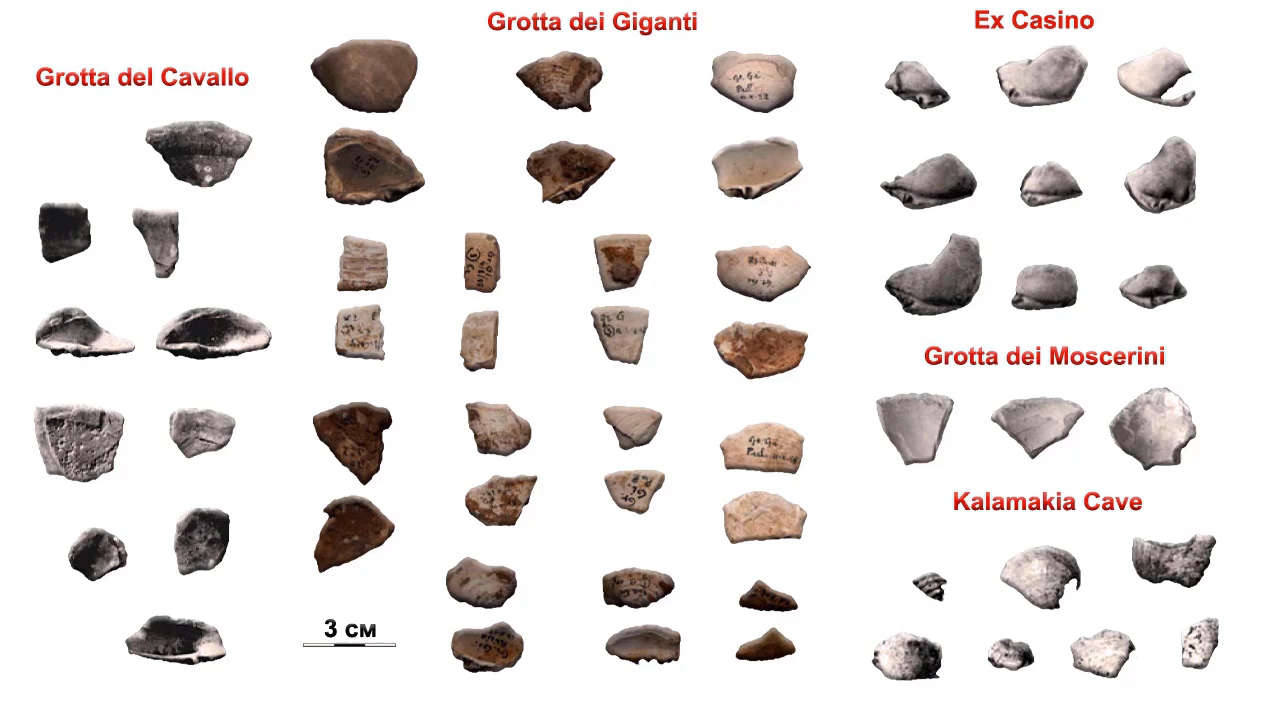 Grotta dei Giganti
Ex Casino
Grotta del Cavallo
Grotta dei Moscerini
Kalamakia Cave
3 см